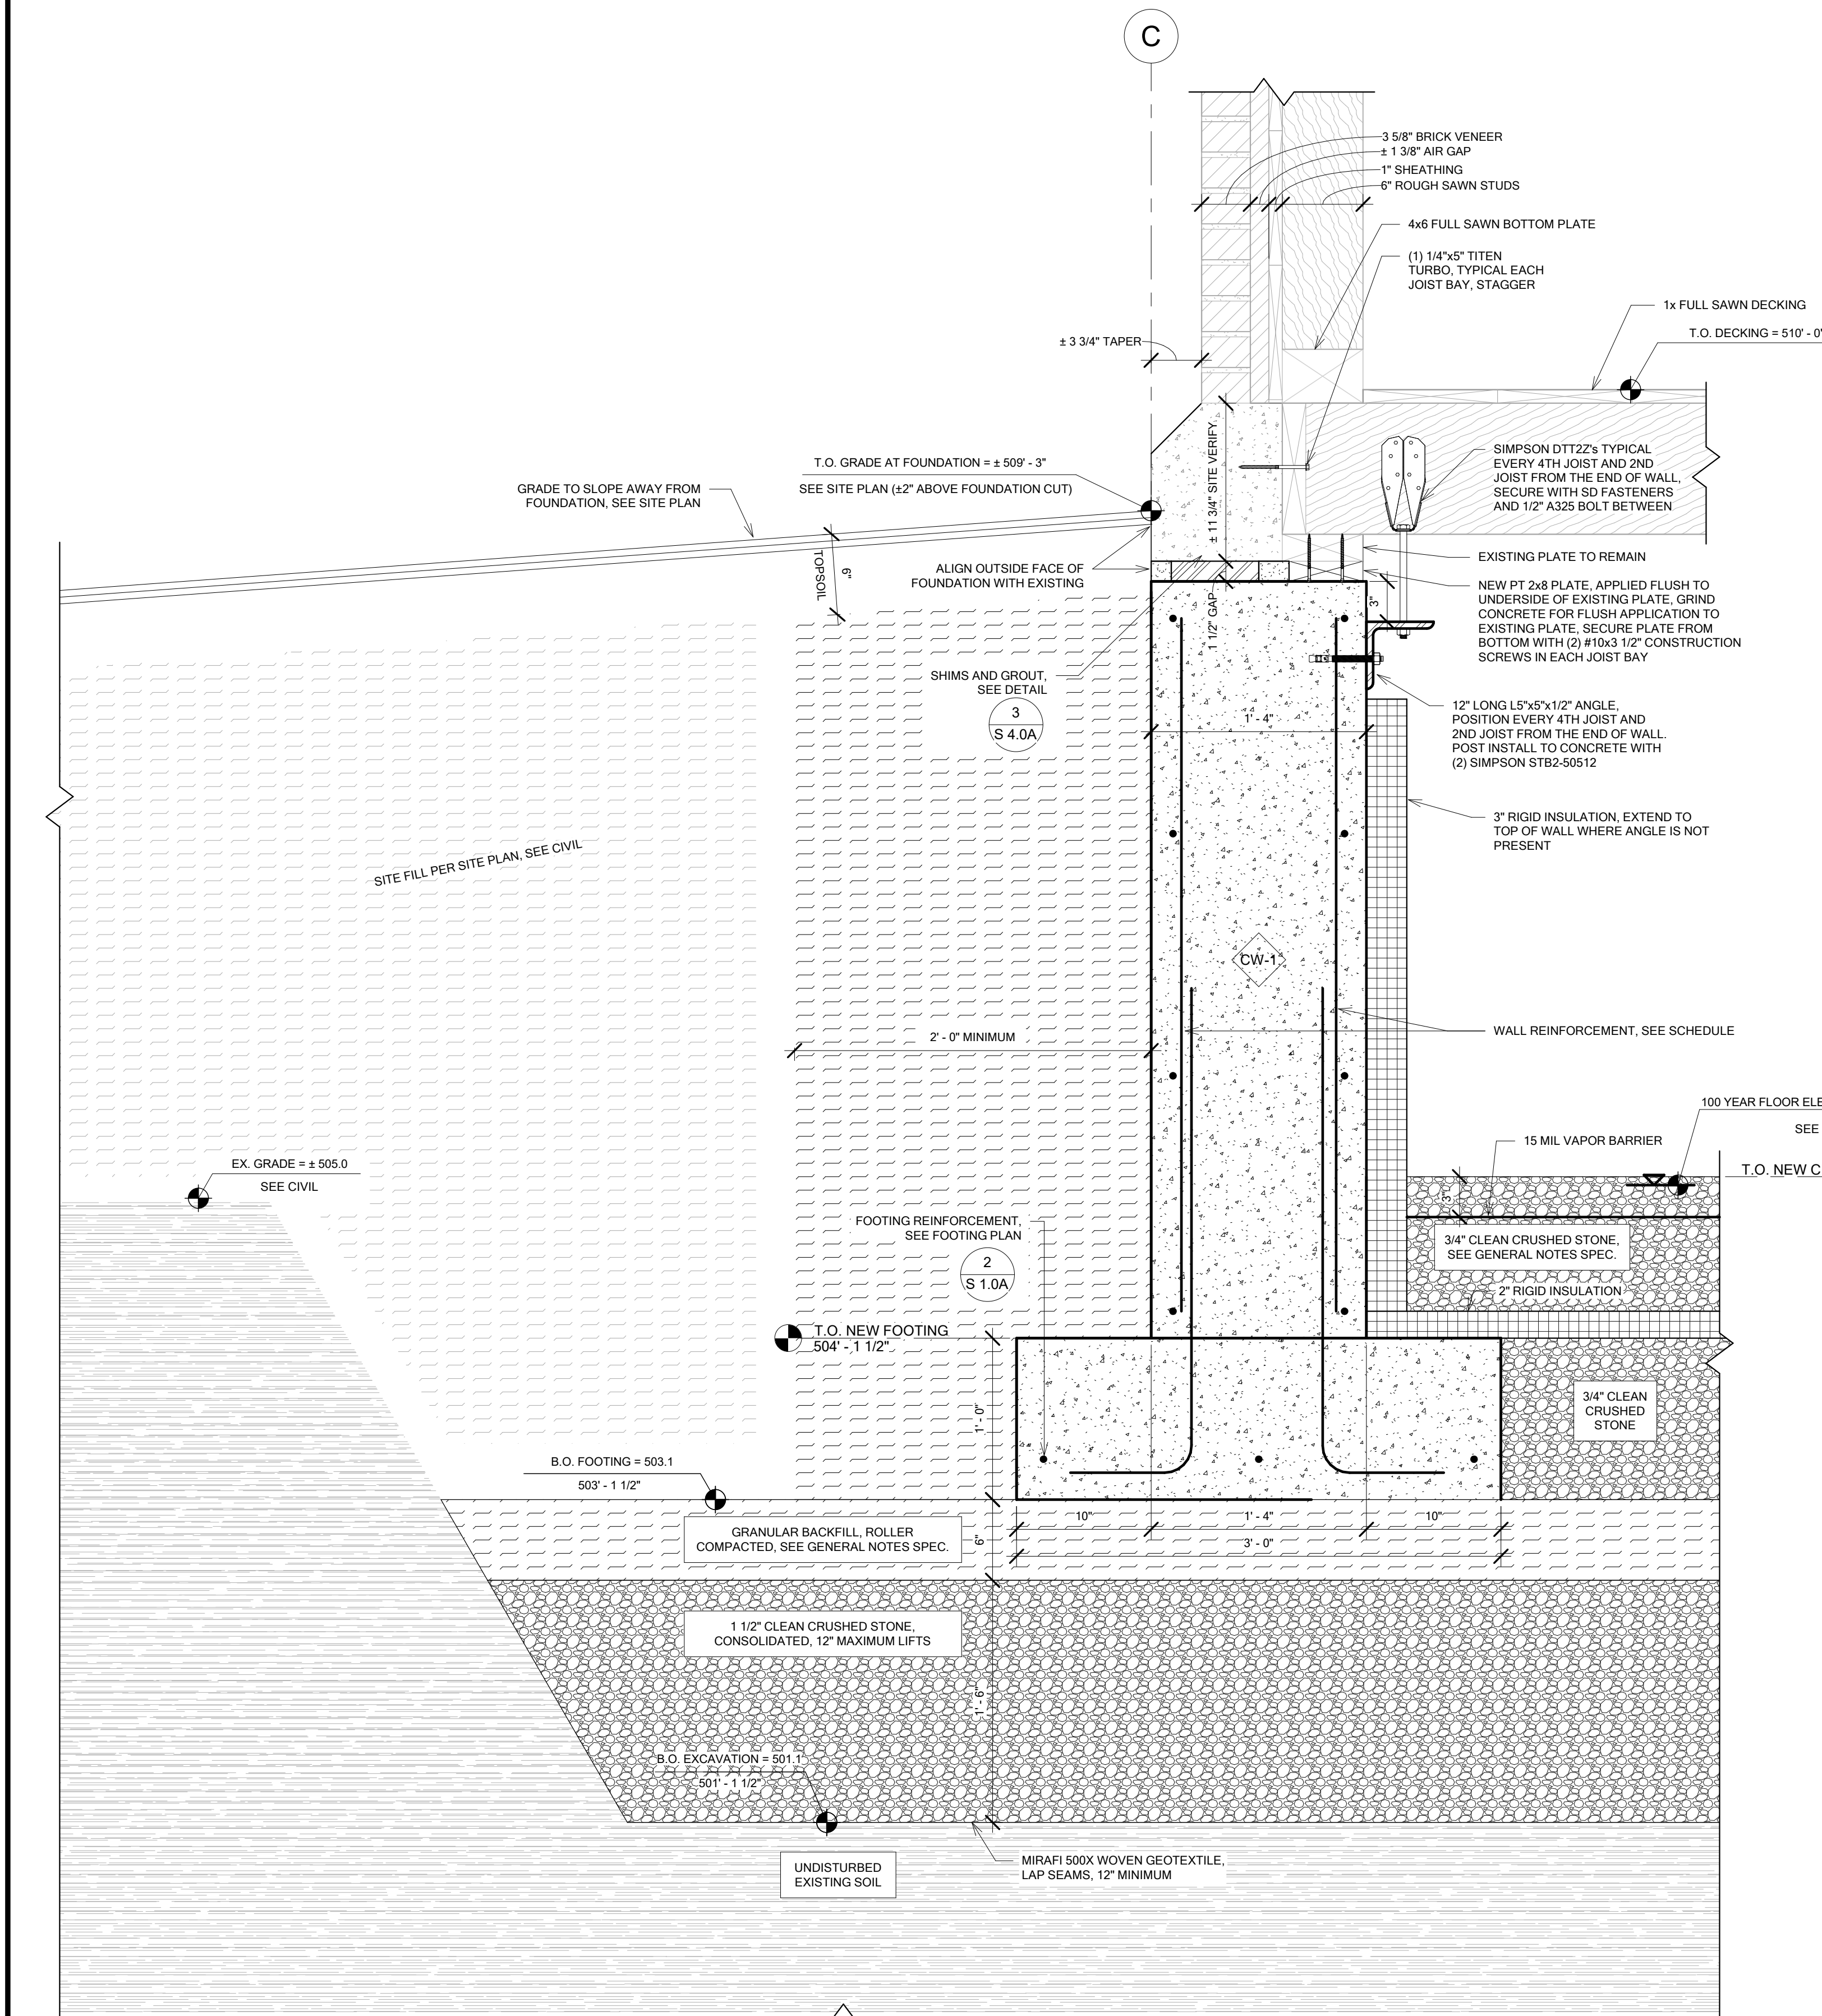 C
3 5/8" BRICK VENEER
± 1 3/8" AIR GAP
1" SHEATHING
6" ROUGH SAWN STUDS
4x6 FULL SAWN BOTTOM PLATE
(1) 1/4"x5" TITEN
TURBO, TYPICAL EACH
JOIST BAY, STAGGER
1x FULL SAWN DECKING
T.O. DECKING = 510' - 0"
± 3 3/4" TAPER
± 11 3/4" SITE VERIFY
SIMPSON DTT2Z's TYPICAL
EVERY 4TH JOIST AND 2ND
JOIST FROM THE END OF WALL,
SECURE WITH SD FASTENERS
AND 1/2" A325 BOLT BETWEEN
T.O. GRADE AT FOUNDATION = ± 509' - 3"
SEE SITE PLAN (±2" ABOVE FOUNDATION CUT)
GRADE TO SLOPE AWAY FROM
FOUNDATION, SEE SITE PLAN
6"
TOPSOIL
ALIGN OUTSIDE FACE OF
FOUNDATION WITH EXISTING
EXISTING PLATE TO REMAIN
NEW PT 2x8 PLATE, APPLIED FLUSH TO
UNDERSIDE OF EXISTING PLATE, GRIND
CONCRETE FOR FLUSH APPLICATION TO
EXISTING PLATE, SECURE PLATE FROM
BOTTOM WITH (2) #10x3 1/2" CONSTRUCTION
SCREWS IN EACH JOIST BAY
1 1/2" GAP
3"
SHIMS AND GROUT,
SEE DETAIL
3
S 4.0A
1' - 4"
12" LONG L5"x5"x1/2" ANGLE,
POSITION EVERY 4TH JOIST AND
2ND JOIST FROM THE END OF WALL.
POST INSTALL TO CONCRETE WITH
(2) SIMPSON STB2-50512
3" RIGID INSULATION, EXTEND TO
TOP OF WALL WHERE ANGLE IS NOT
PRESENT
SITE FILL PER SITE PLAN, SEE CIVIL
CW-1
2' - 0" MINIMUM
WALL REINFORCEMENT, SEE SCHEDULE
100 YEAR FLOOR ELE
SEE
15 MIL VAPOR BARRIER
T.O. NEW C
EX. GRADE = ± 505.0
SEE CIVIL
3"
FOOTING REINFORCEMENT,
SEE FOOTING PLAN
2
S 1.0A
3/4" CLEAN CRUSHED STONE,
SEE GENERAL NOTES SPEC.
2" RIGID INSULATION
T.O. NEW FOOTING
504' - 1 1/2"
1' - 0"
3/4" CLEAN
CRUSHED
STONE
B.O. FOOTING = 503.1
503' - 1 1/2"
10"
1' - 4"
10"
3' - 0"
GRANULAR BACKFILL, ROLLER
COMPACTED, SEE GENERAL NOTES SPEC.
6"
1 1/2" CLEAN CRUSHED STONE,
CONSOLIDATED, 12" MAXIMUM LIFTS
1' - 6"
B.O. EXCAVATION = 501.1
501' - 1 1/2"
UNDISTURBED
EXISTING SOIL
MIRAFI 500X WOVEN GEOTEXTILE,
LAP SEAMS, 12" MINIMUM